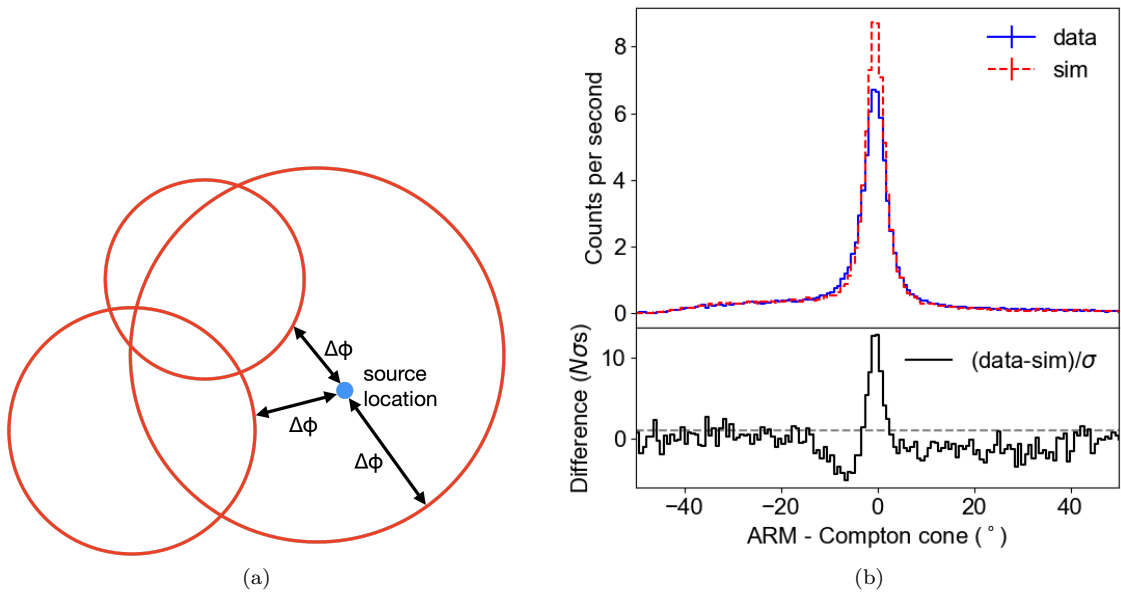 Δϕ
source
location
Δϕ
Δϕ
(a)
8
6
4
2
0
Counts per second
data
sim
10
0
Difference (Nσs)
(data-sim)/σ
−40
−20
0
20
40
ARM - Compton cone (°)
(b)